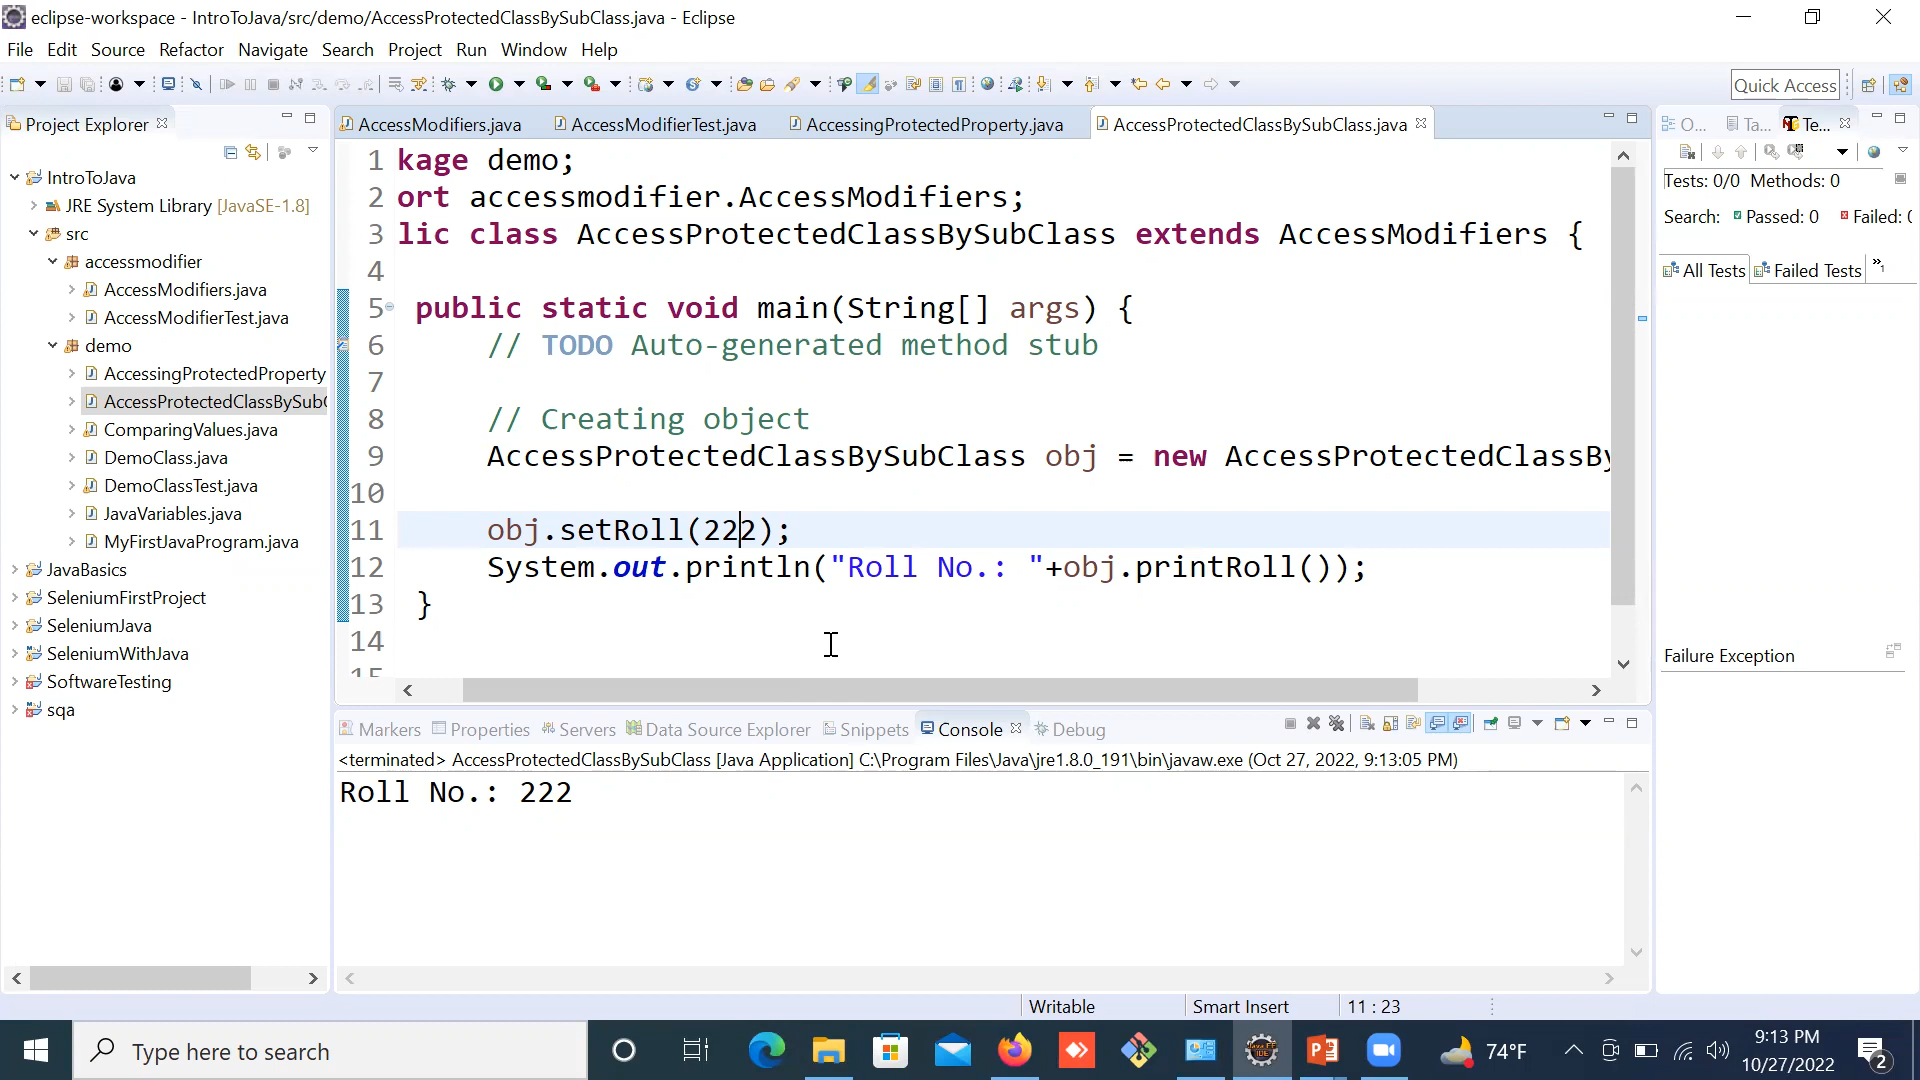 eclipse-workspace - IntroToJava/src/demo/AccessProtectedClassBySubClass.java - Eclipse
File Edit Source Refactor Navigate Search Project Run Window Help
Quick Access
Project Explorer
IntroToJava
JRE System Library [JavaSE-1.8]
src
accessmodifier
AccessModifiers.java
AccessModifierTest.java
demo
AccessingProtectedProperty
AccessProtectedClassBySub
ComparingValues.java
DemoClass.java
DemoClassTest.java
JavaVariables.java
MyFirstJavaProgram.java
JavaBasics
SeleniumFirstProject
SeleniumJava
SeleniumWithJava
SoftwareTesting
sqa
AccessModifiers.java AccessModifierTest.java AccessingProtectedProperty.java AccessProtectedClassBySubClass.java
1 kage demo;
2 ort accessmodifier.AccessModifiers;
3 lic class AccessProtectedClassBySubClass extends AccessModifiers {
4
5 public static void main(String[] args) {
6 // TODO Auto-generated method stub
7
8 // Creating object
9 AccessProtectedClassBySubClass obj = new AccessProtectedClassBy
10
11 obj.setRoll(222);
12 System.out.println("Roll No.: "+obj.printRoll());
13 }
14
15
O... Ta... Te...
Tests: 0/0 Methods: 0
Search: Passed: 0 Failed: 0
All Tests Failed Tests »1
Failure Exception
Markers Properties Servers Data Source Explorer Snippets Console Debug
<terminated> AccessProtectedClassBySubClass [Java Application] C:\Program Files\Java\jre1.8.0_191\bin\javaw.exe (Oct 27, 2022, 9:13:05 PM)
Roll No.: 222
Writable Smart Insert 11 : 23
Type here to search
74°F
9:13 PM
10/27/2022
2